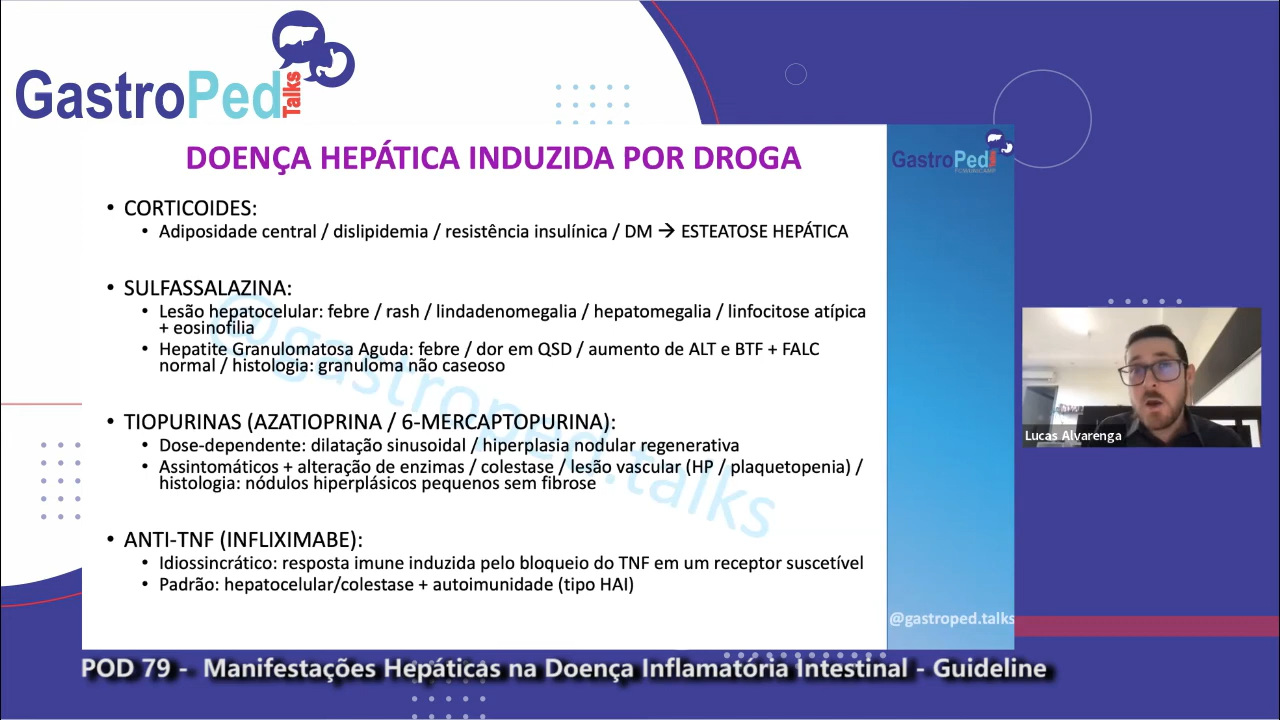 GastroPed Talks
DOENÇA HEPÁTICA INDUZIDA POR DROGA
GastroPed
• CORTICOIDES:
• Adiposidade central / dislipidemia / resistência insulínica / DM → ESTEATOSE HEPÁTICA
• SULFASSALAZINA:
• Lesão hepatocelular: febre / rash / lindadenomegalia / hepatomegalia / linfocitose atípica
+ eosinofilia
• Hepatite Granulomatosa Aguda: febre / dor em QSD / aumento de ALT e BTF + FALC
normal / histologia: granuloma não caseoso
• TIOPURINAS (AZATIOPRINA / 6-MERCAPTOPURINA):
• Dose-dependente: dilatação sinusoidal / hiperplasia nodular regenerativa
• Assintomáticos + alteração de enzimas / colestase / lesão vascular (HP / plaquetopenia) /
histologia: nódulos hiperplásicos pequenos sem fibrose
• ANTI-TNF (INFLIXIMABE):
• Idiossincrático: resposta imune induzida pelo bloqueio do TNF em um receptor suscetível
• Padrão: hepatocelular/colestase + autoimunidade (tipo HAI)
@gastroped.talks
@gastroped.talks
Lucas Alvarenga
POD 79 - Manifestações Hepáticas na Doença Inflamatória Intestinal - Guideline